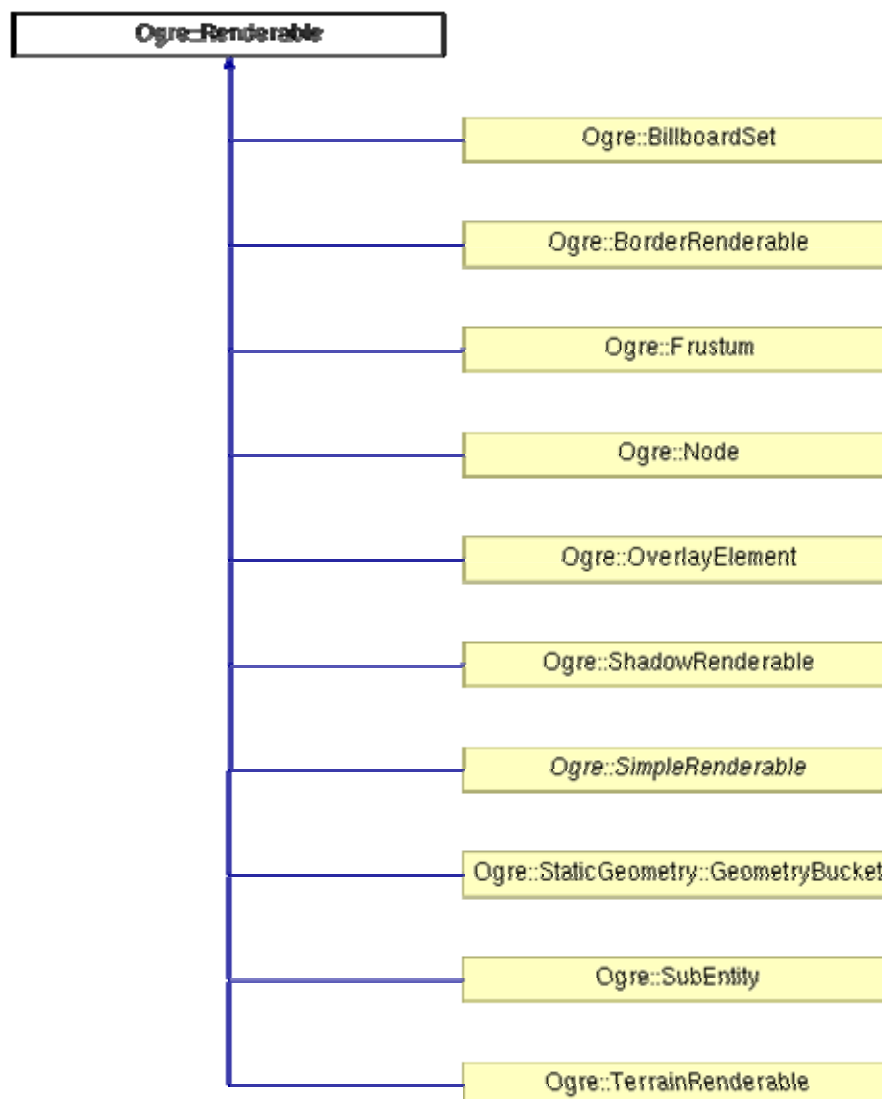 Ogre::Renderable
Ogre::BillboardSet
Ogre::BorderRenderable
Ogre::Frustum
Ogre::Node
Ogre::OverlayElement
Ogre::ShadowRenderable
Ogre::SimpleRenderable
Ogre::StaticGeometry::GeometryBucket
Ogre::SubEntity
Ogre::TerrainRenderable